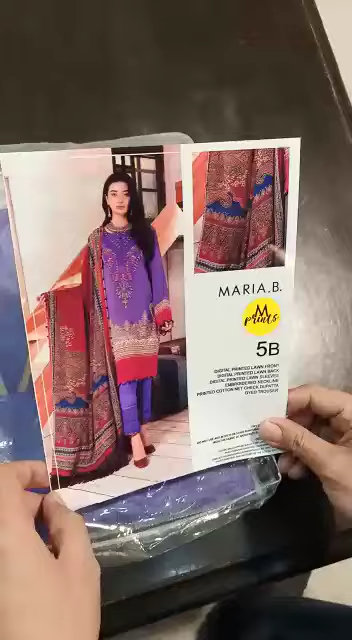 MARIA.B.
M
prints
5B
DIGITAL PRINTED LAWN FRONT
DIGITAL PRINTED LAWN BACK
DIGITAL PRINTED LAWN SLEEVES
EMBROIDERED NECKLINE
PRINTED COTTON NET CHECK DUPATTA
DYED TROUSER